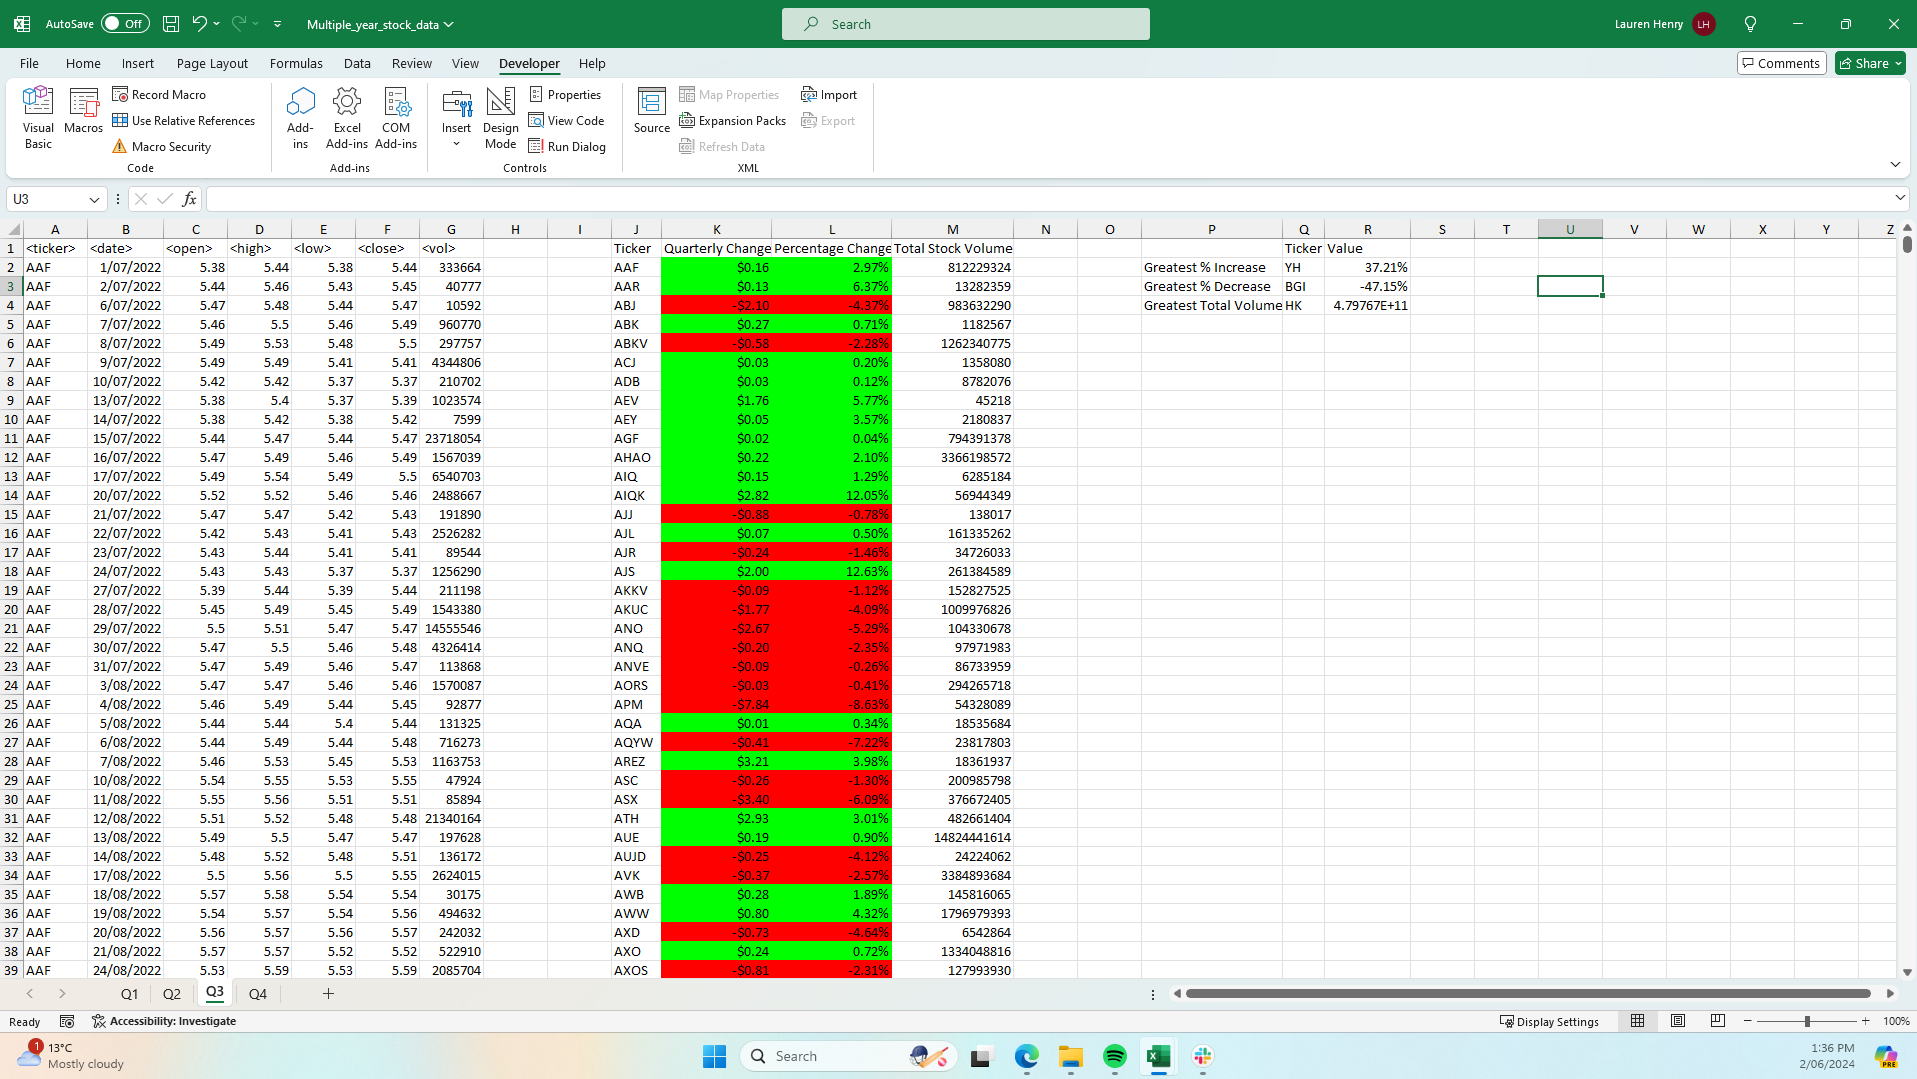 AutoSave Off Multiple_year_stock_data Search Lauren Henry LH
File Home Insert Page Layout Formulas Data Review View Developer Help Comments Share
Visual Basic Macros Record Macro Use Relative References Macro Security Code
Add-ins Excel Add-ins COM Add-ins Add-ins
Insert Design Mode Properties View Code Run Dialog Controls
Source Map Properties Expansion Packs Refresh Data Import Export XML
U3 fx
A B C D E F G H I J K L M N O P Q R S T U V W X Y Z
1 <ticker> <date> <open> <high> <low> <close> <vol> Ticker Quarterly Change Percentage Change Total Stock Volume Ticker Value
2 AAF 1/07/2022 5.38 5.44 5.38 5.44 333664 AAF $0.16 2.97% 812229324 Greatest % Increase YH 37.21%
3 AAF 2/07/2022 5.44 5.46 5.43 5.45 40777 AAR $0.13 6.37% 13282359 Greatest % Decrease BGI -47.15%
4 AAF 6/07/2022 5.47 5.48 5.44 5.47 10592 ABJ -$2.10 -4.37% 983632290 Greatest Total Volume HK 4.79767E+11
5 AAF 7/07/2022 5.46 5.5 5.46 5.49 960770 ABK $0.27 0.71% 1182567
6 AAF 8/07/2022 5.49 5.53 5.48 5.5 297757 ABKV -$0.58 -2.28% 1262340775
7 AAF 9/07/2022 5.49 5.49 5.41 5.41 4344806 ACJ $0.03 0.20% 1358080
8 AAF 10/07/2022 5.42 5.42 5.37 5.37 210702 ADB $0.03 0.12% 8782076
9 AAF 13/07/2022 5.38 5.4 5.37 5.39 1023574 AEV $1.76 5.77% 45218
10 AAF 14/07/2022 5.38 5.42 5.38 5.42 7599 AEY $0.05 3.57% 2180837
11 AAF 15/07/2022 5.44 5.47 5.44 5.47 23718054 AGF $0.02 0.04% 794391378
12 AAF 16/07/2022 5.47 5.49 5.46 5.49 1567039 AHAO $0.22 2.10% 3366198572
13 AAF 17/07/2022 5.49 5.54 5.49 5.5 6540703 AIQ $0.15 1.29% 6285184
14 AAF 20/07/2022 5.52 5.52 5.46 5.46 2488667 AIQK $2.82 12.05% 56944349
15 AAF 21/07/2022 5.47 5.47 5.42 5.43 191890 AJJ -$0.88 -0.78% 138017
16 AAF 22/07/2022 5.42 5.43 5.41 5.43 2526282 AJL $0.07 0.50% 161335262
17 AAF 23/07/2022 5.43 5.44 5.41 5.41 89544 AJR -$0.24 -1.46% 34726033
18 AAF 24/07/2022 5.43 5.43 5.37 5.37 1256290 AJS $2.00 12.63% 261384589
19 AAF 27/07/2022 5.39 5.44 5.39 5.44 211198 AKKV -$0.09 -1.12% 152827525
20 AAF 28/07/2022 5.45 5.49 5.45 5.49 1543380 AKUC -$1.77 -4.09% 1009976826
21 AAF 29/07/2022 5.5 5.51 5.47 5.47 14555546 ANO -$2.67 -5.29% 104330678
22 AAF 30/07/2022 5.47 5.5 5.46 5.48 4326414 ANQ -$0.20 -2.35% 97971983
23 AAF 31/07/2022 5.47 5.49 5.46 5.47 113868 ANVE -$0.09 -0.26% 86733959
24 AAF 3/08/2022 5.47 5.47 5.46 5.46 1570087 AORS -$0.03 -0.41% 294265718
25 AAF 4/08/2022 5.46 5.49 5.44 5.45 92877 APM -$7.84 -8.63% 54328089
26 AAF 5/08/2022 5.44 5.44 5.4 5.44 131325 AQA $0.01 0.34% 18535684
27 AAF 6/08/2022 5.44 5.49 5.44 5.48 716273 AQYW -$0.41 -7.22% 23817803
28 AAF 7/08/2022 5.46 5.53 5.45 5.53 1163753 AREZ $3.21 3.98% 18361937
29 AAF 10/08/2022 5.54 5.55 5.53 5.55 47924 ASC -$0.26 -1.30% 200985798
30 AAF 11/08/2022 5.55 5.56 5.51 5.51 85894 ASX -$3.40 -6.09% 376672405
31 AAF 12/08/2022 5.51 5.52 5.48 5.48 21340164 ATH $2.93 3.01% 482661404
32 AAF 13/08/2022 5.49 5.5 5.47 5.47 197628 AUE $0.19 0.90% 14824441614
33 AAF 14/08/2022 5.48 5.52 5.48 5.51 136172 AUJD -$0.25 -4.12% 24224062
34 AAF 17/08/2022 5.5 5.56 5.5 5.55 2624015 AVK -$0.37 -2.57% 3384893684
35 AAF 18/08/2022 5.57 5.58 5.54 5.54 30175 AWB $0.28 1.89% 145816065
36 AAF 19/08/2022 5.54 5.57 5.54 5.56 494632 AWW $0.80 4.32% 1796979393
37 AAF 20/08/2022 5.56 5.57 5.56 5.57 242032 AXD -$0.73 -4.64% 6542864
38 AAF 21/08/2022 5.57 5.57 5.52 5.52 522910 AXO $0.24 0.72% 1334048816
39 AAF 24/08/2022 5.53 5.59 5.53 5.59 2085704 AXOS -$0.81 -2.31% 127993930
Q1 Q2 Q3 Q4
Ready Accessibility: Investigate Display Settings 100%
1 13°C Search PRE 1:36 PM
Mostly cloudy 2/06/2024